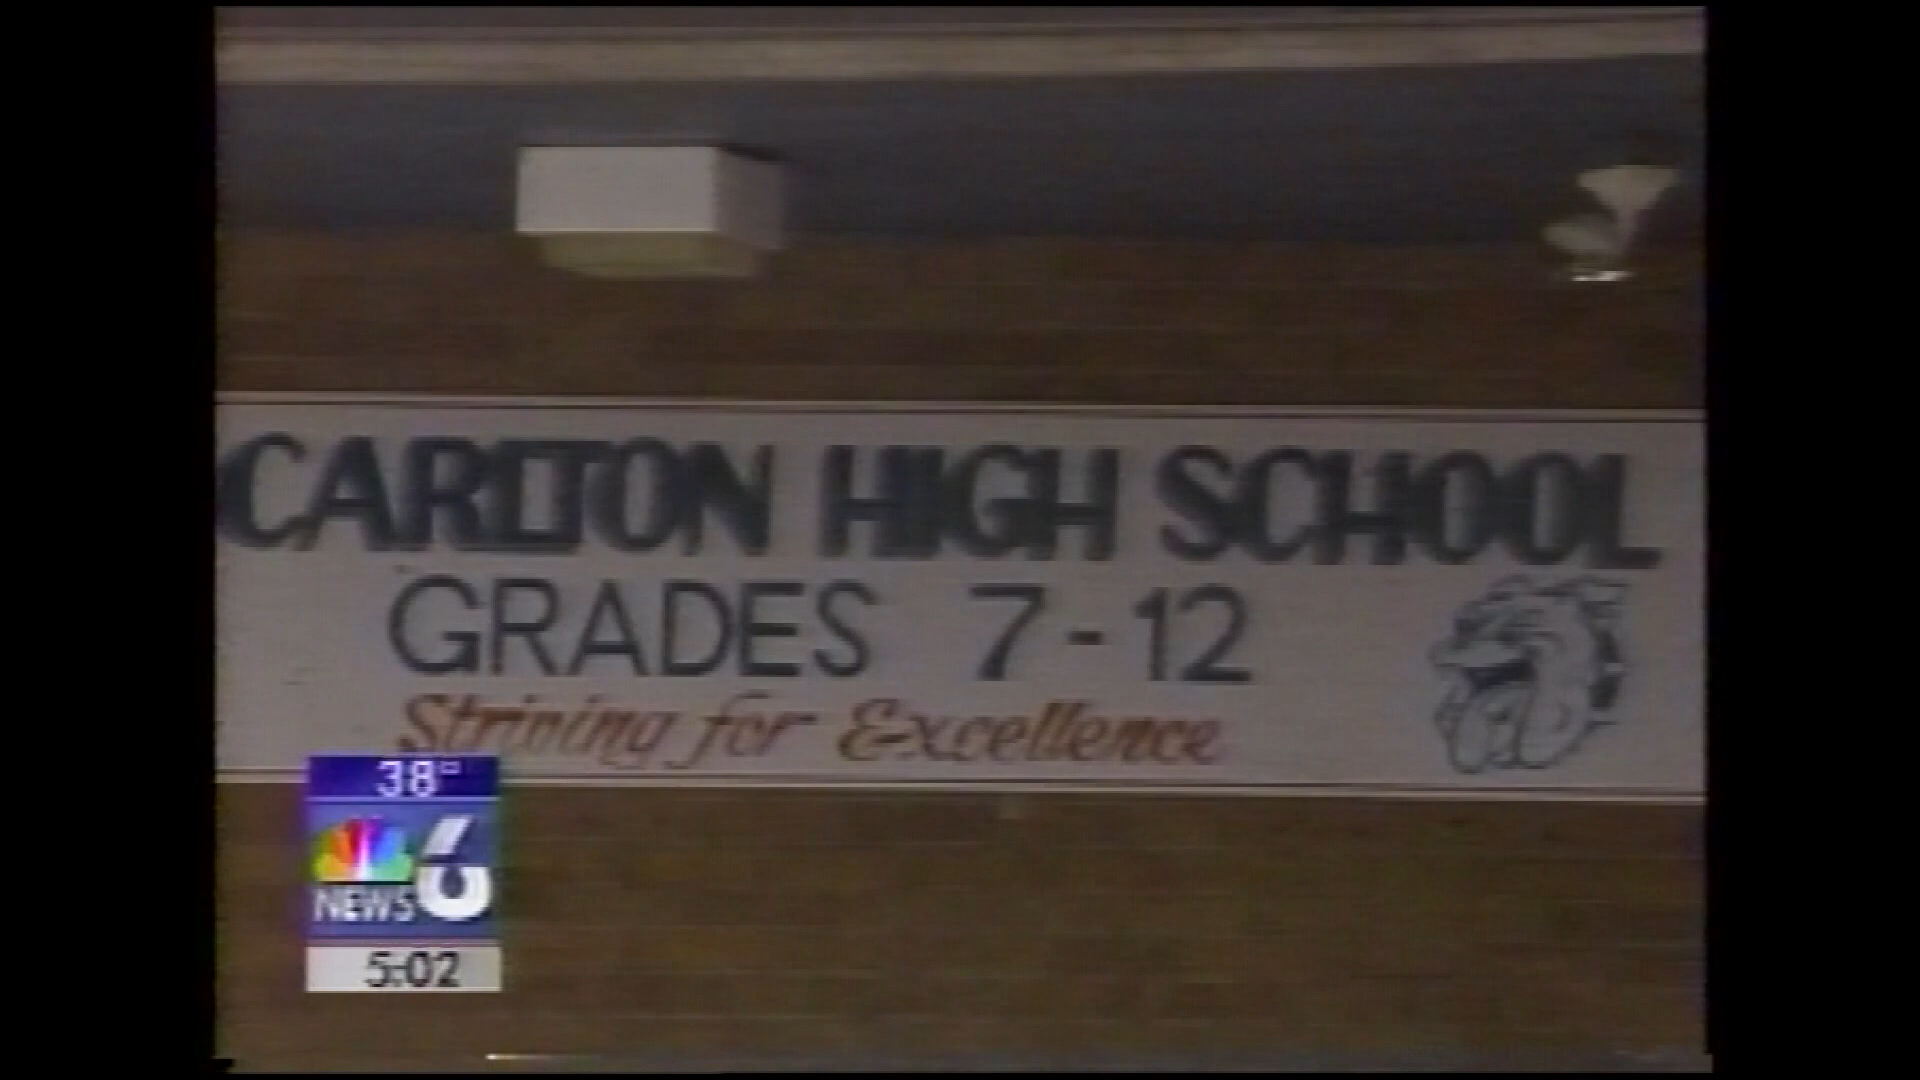 CARLTON HIGH SCHOOL
GRADES 7-12
Striving for Excellence
38°
NEWS 6
5:02